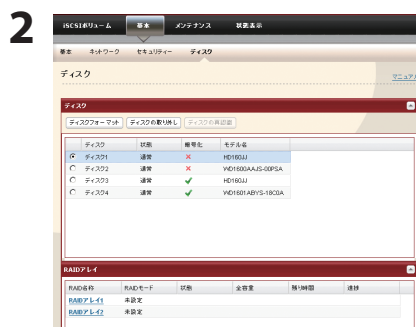 2
iSCSIボリューム 基本 メンテナンス 状態表示
基本 ネットワーク セキュリティー ディスク
ディスク
マニュアル
ディスク
ディスクフォーマット ディスクの取り外し ディスクの再認識
ディスク 状態 暗号化 モデル名
ディスク1 通常 HD160JJ
ディスク2 通常 WD1600AAJS-00PSA
ディスク3 通常 HD160JJ
ディスク4 通常 WD1601ABYS-18C0A
RAIDアレイ
RAID名称 RAIDモード 状態 全容量 残り時間 進捗
RAIDアレイ1 未設定
RAIDアレイ2 未設定